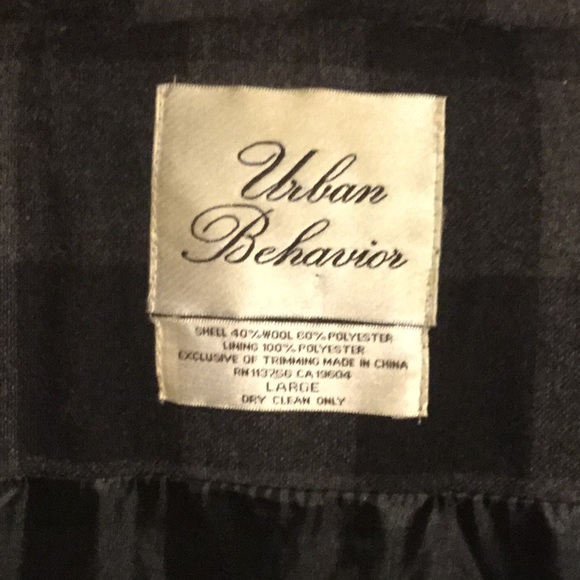 Urban
Behavior
SHELL 40% WOOL 60% POLYESTER
LINING 100% POLYESTER
EXCLUSIVE OF TRIMMING MADE IN CHINA
RN 113766 CA 19604
LARGE
DRY CLEAN ONLY